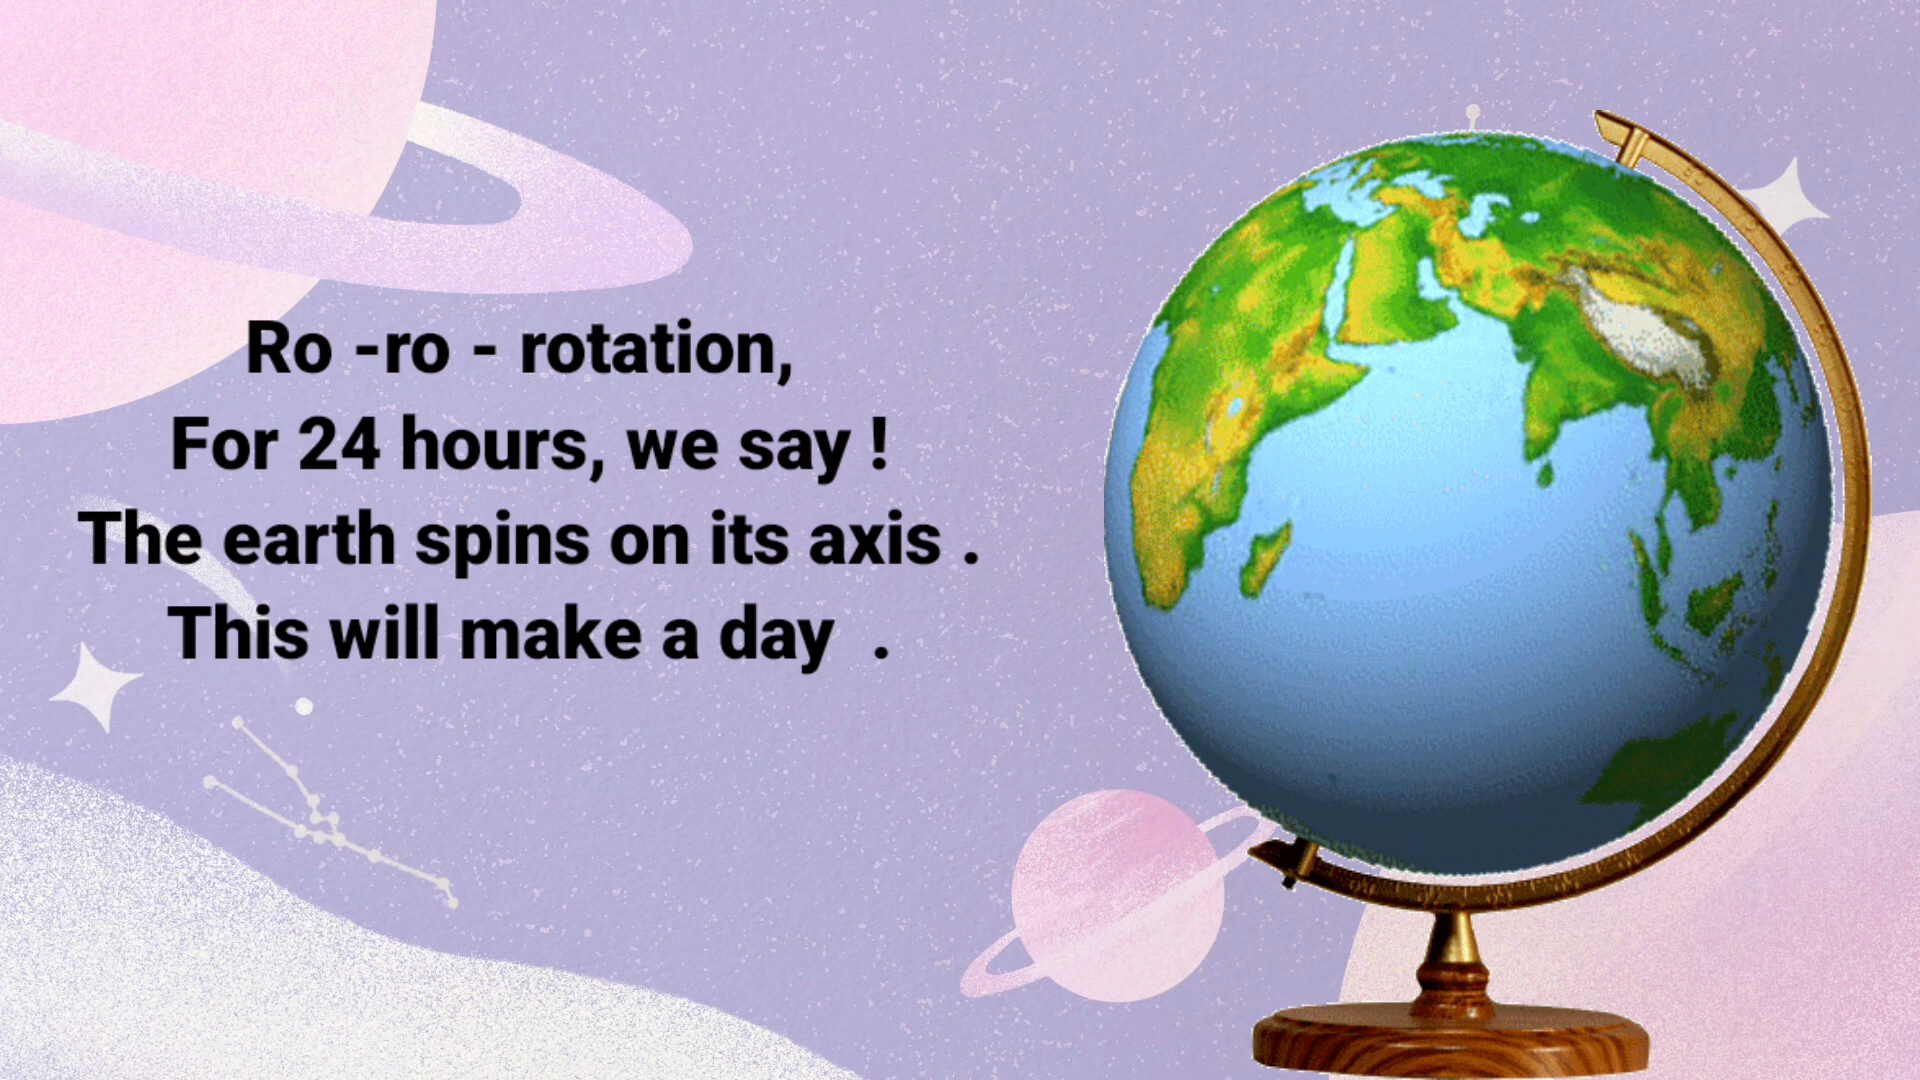 Ro -ro - rotation,
For 24 hours, we say !
The earth spins on its axis .
This will make a day  .